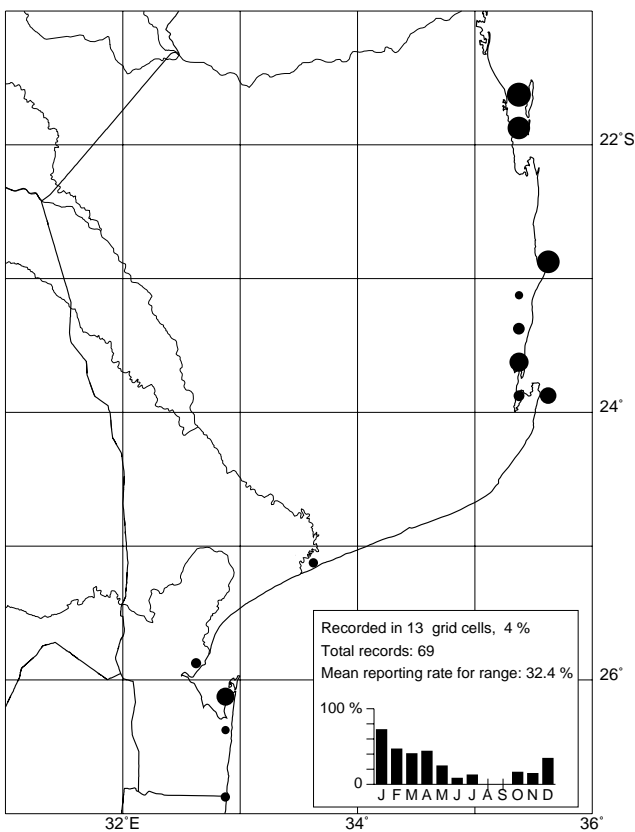 22˚S
24˚
26˚
Recorded in 13 grid cells, 4 %
Total records: 69
Mean reporting rate for range: 32.4 %
100 %
0
J F M A M J J A S O N D
32˚E 34 36